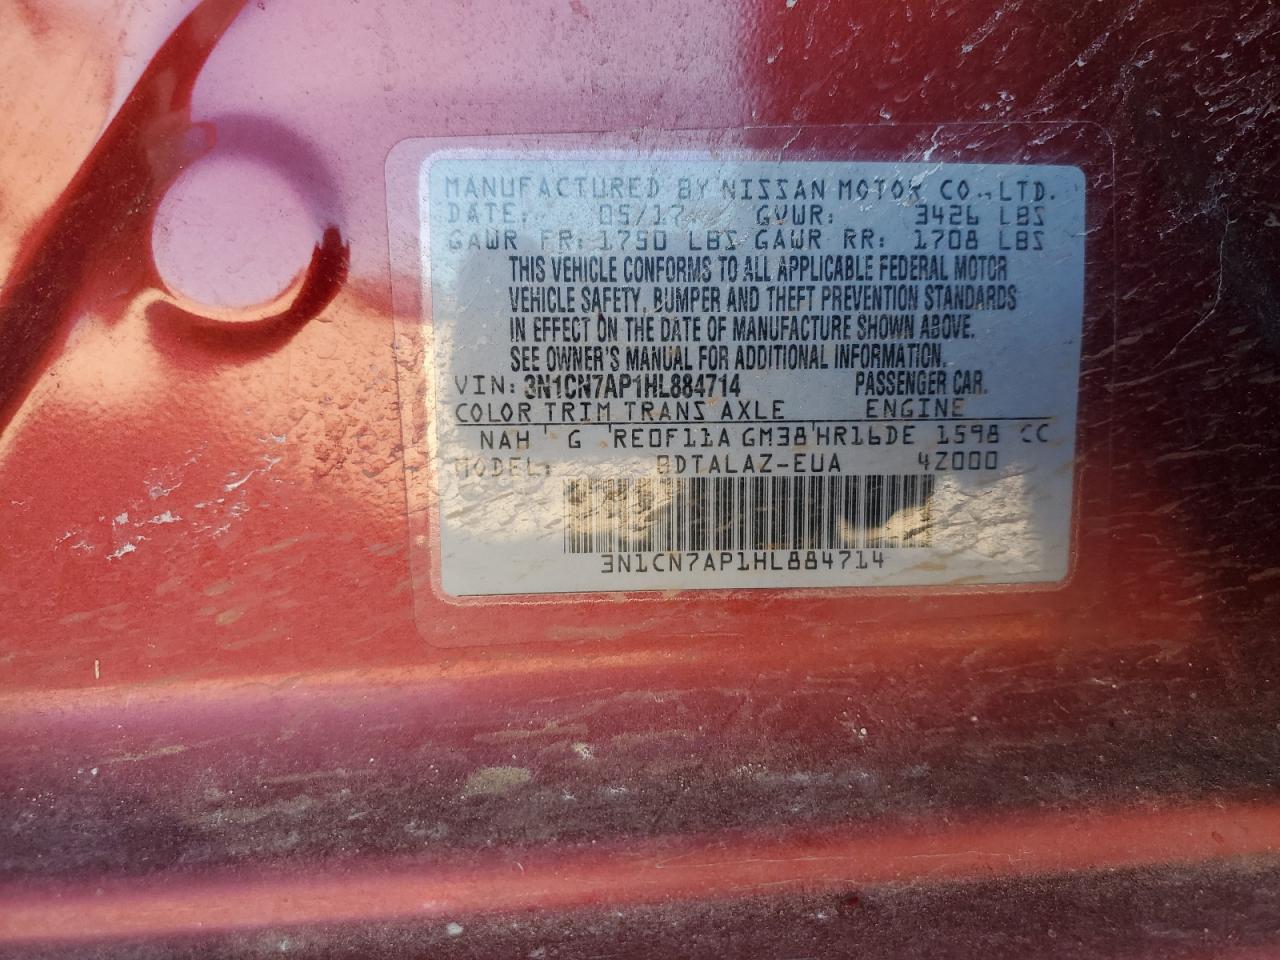 MANUFACTURED BY NISSAN MOTOR CO.,LTD.
DATE: 05/17 GVWR: 3426 LBS
GAWR FR: 1750 LBS GAWR RR: 1708 LBS
THIS VEHICLE CONFORMS TO ALL APPLICABLE FEDERAL MOTOR
VEHICLE SAFETY, BUMPER AND THEFT PREVENTION STANDARDS
IN EFFECT ON THE DATE OF MANUFACTURE SHOWN ABOVE.
SEE OWNER'S MANUAL FOR ADDITIONAL INFORMATION.
VIN: 3N1CN7AP1HL884714 PASSENGER CAR.
COLOR TRIM TRANS AXLE ENGINE
NAH G RE0F11A GM38 HR16DE 1598 CC
MODEL: BDTALAZ-EUA 4Z000
3N1CN7AP1HL884714